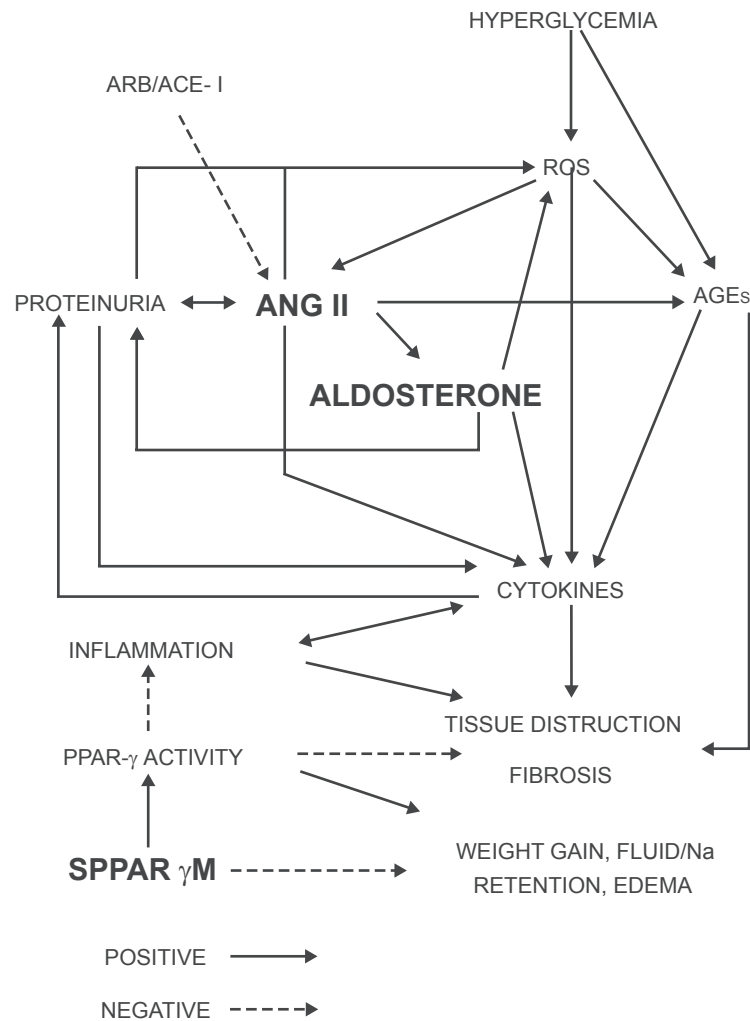 HYPERGLYCEMIA
ARB/ACE- I
ROS
PROTEINURIA
ANG II
AGEs
ALDOSTERONE
CYTOKINES
INFLAMMATION
TISSUE DISTRUCTION
PPAR-γ ACTIVITY
FIBROSIS
SPPAR γM
WEIGHT GAIN, FLUID/Na
RETENTION, EDEMA
POSITIVE
NEGATIVE